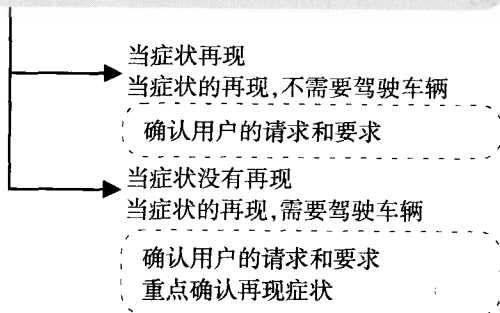 当症状再现
当症状的再现,不需要驾驶车辆
确认用户的请求和要求
当症状没有再现
当症状的再现,需要驾驶车辆
确认用户的请求和要求
重点确认再现症状